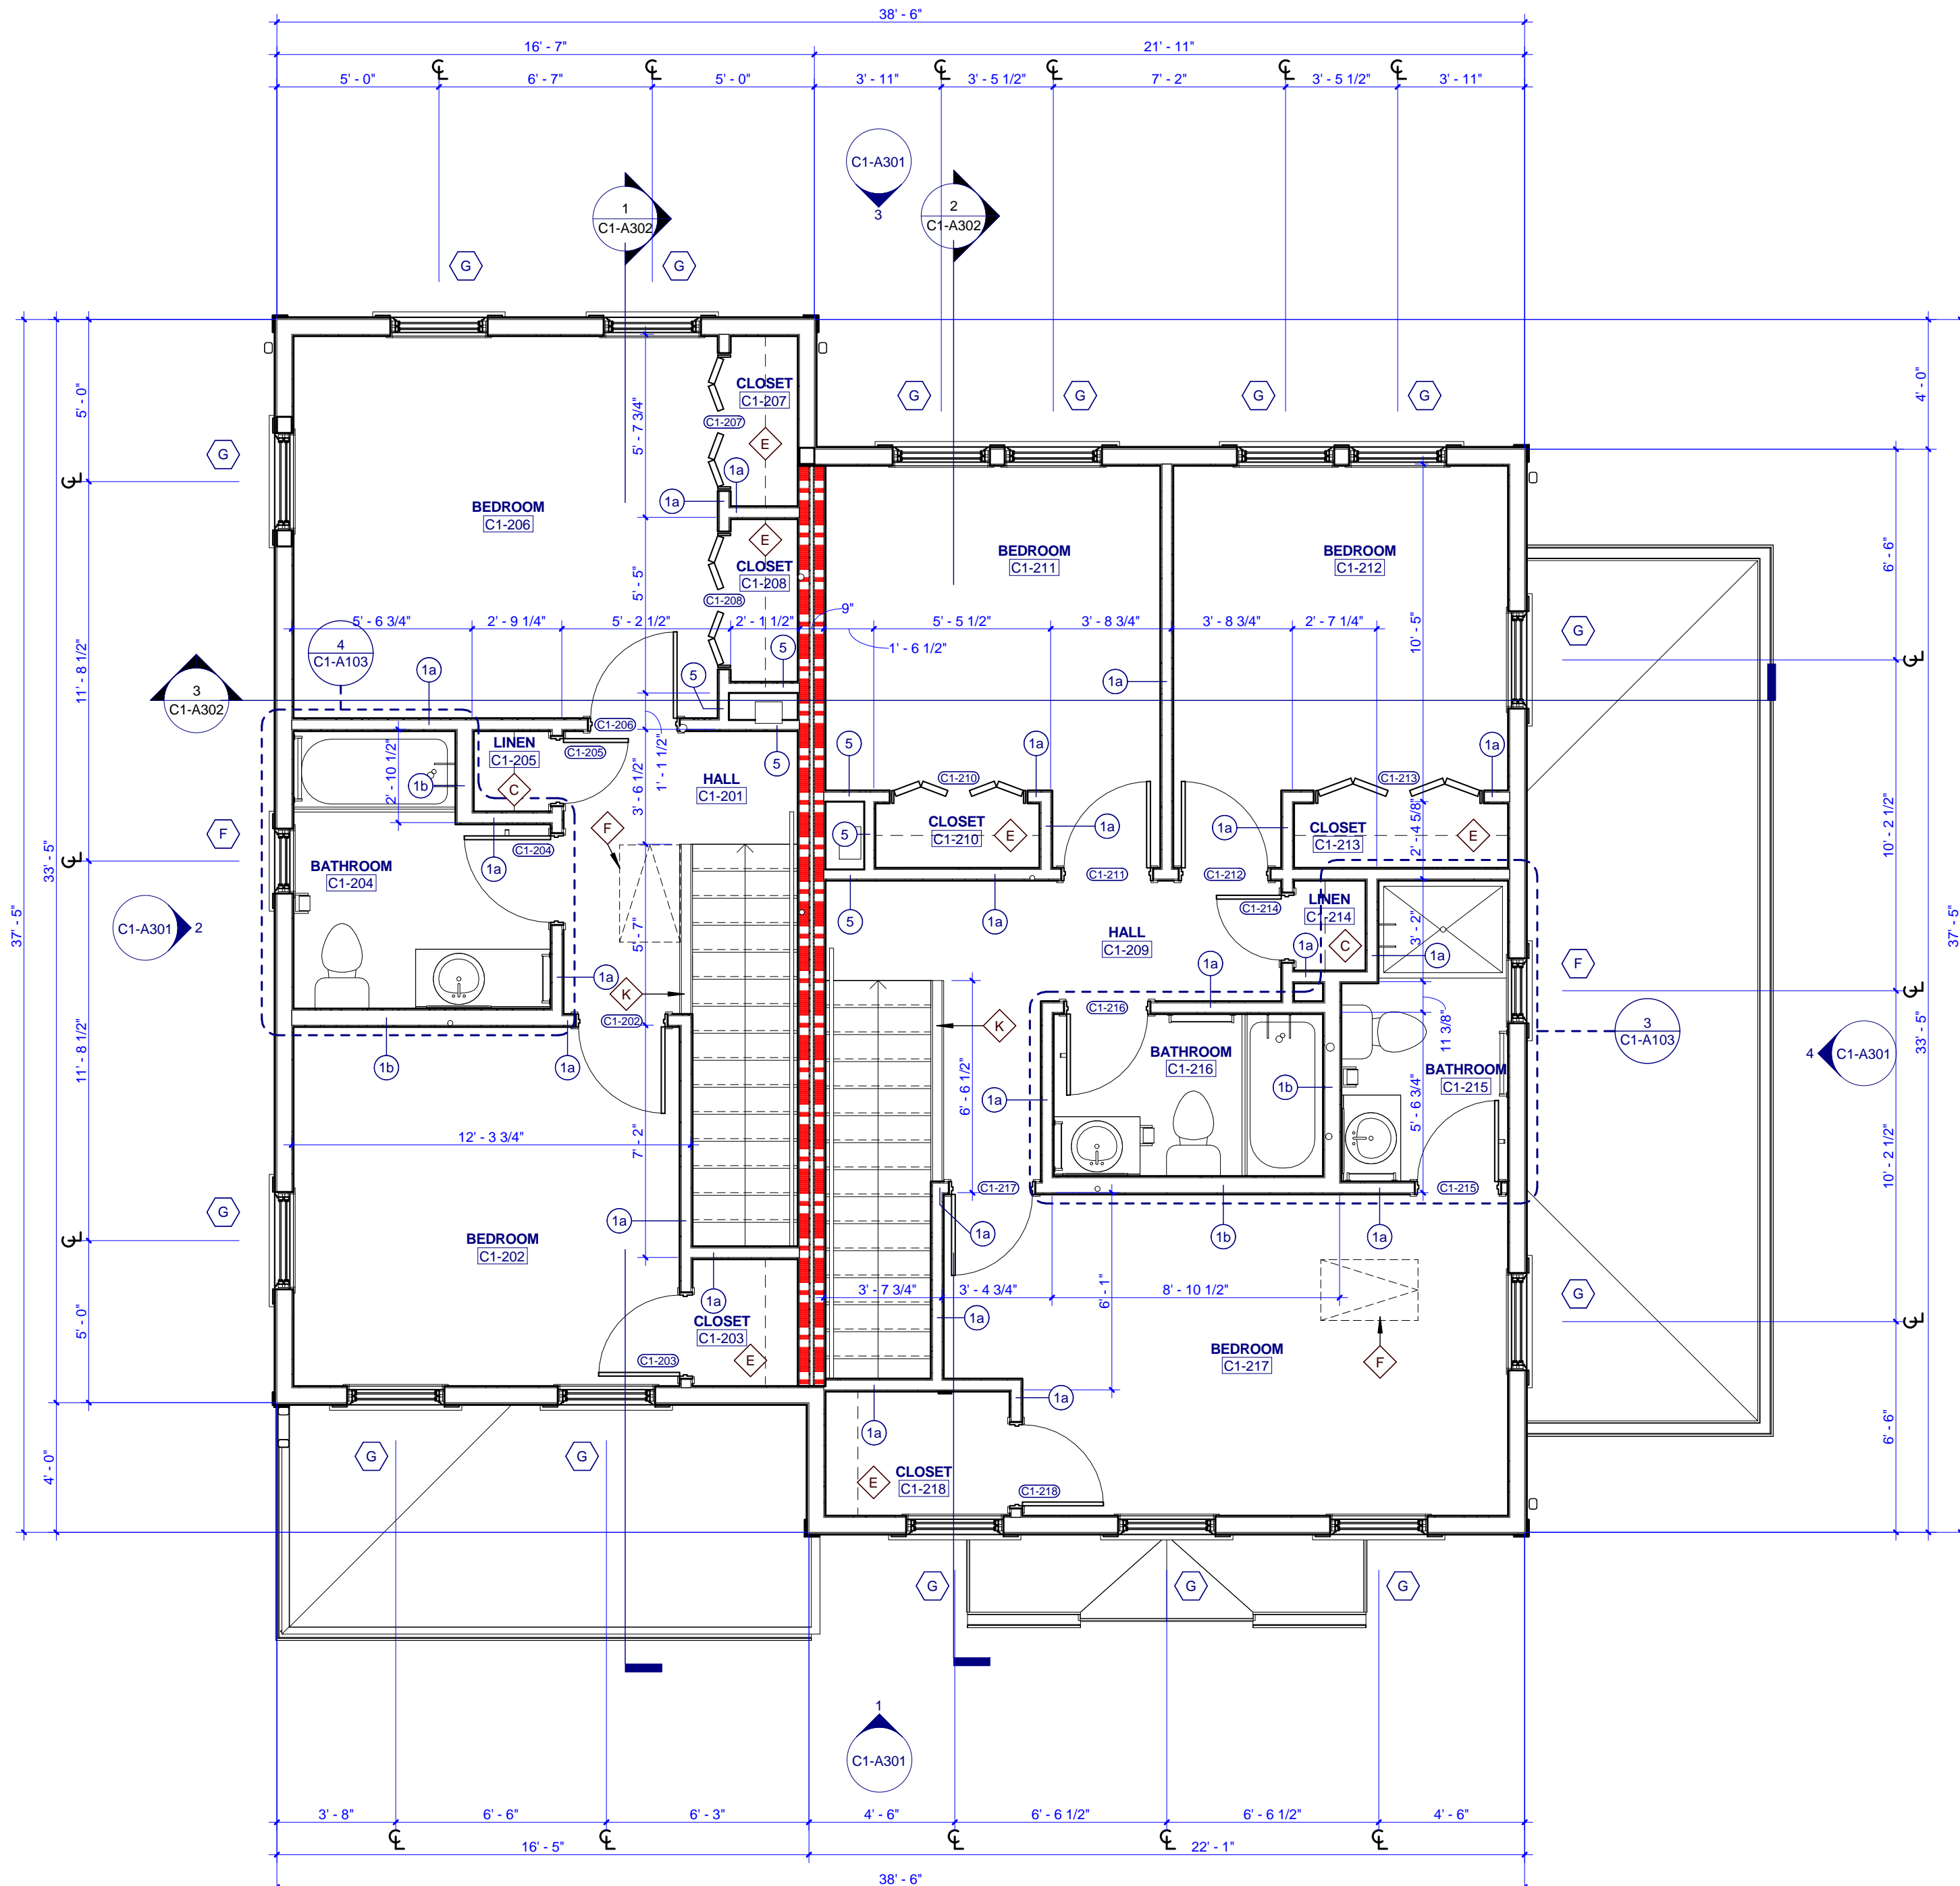 38' - 6"
16' - 7"
21' - 11"
5' - 0"
6' - 7"
5' - 0"
3' - 11"
3' - 5 1/2"
7' - 2"
3' - 5 1/2"
3' - 11"
C1-A301
3
1
C1-A302
2
C1-A302
G
G
G
G
G
G
5' - 0"
4' - 0"
CLOSET
C1-207
C1-207
5' - 7 3/4"
E
G
1a
1a
BEDROOM
C1-206
E
CLOSET
C1-208
C1-208
5' - 5"
BEDROOM
C1-211
BEDROOM
C1-212
6' - 6"
9"
5' - 6 3/4"
2' - 9 1/4"
5' - 2 1/2"
2' - 1 1/2"
5' - 5 1/2"
3' - 8 3/4"
3' - 8 3/4"
2' - 7 1/4"
10' - 5"
G
1' - 6 1/2"
4
C1-A103
11' - 8 1/2"
1a
5
5
1a
3
C1-A302
C1-206
LINEN
C1-205
C1-205
1' - 1 1/2"
5
5
1a
1a
2' - 10 1/2"
1b
C
3' - 6 1/2"
HALL
C1-201
C1-210
C1-213
10' - 2 1/2"
F
F
5
CLOSET
C1-210
E
1a
1a
CLOSET
C1-213
E
2' - 4 5/8"
33' - 5"
37' - 5"
BATHROOM
C1-204
C1-204
1a
C1-211
C1-212
C1-A301
2
5
1a
C1-214
LINEN
C1-214
37' - 5"
5' - 7"
HALL
C1-209
1a
C
3' - 2"
1a
F
1a
1a
K
C1-202
K
C1-216
11 3/8"
3
C1-A103
33' - 5"
4
C1-A301
1b
1a
BATHROOM
C1-216
1b
BATHROOM
C1-215
11' - 8 1/2"
6' - 6 1/2"
1a
5' - 6 3/4"
12' - 3 3/4"
7' - 2"
10' - 2 1/2"
C1-217
C1-215
G
1a
1a
1b
1a
BEDROOM
C1-202
3' - 7 3/4"
3' - 4 3/4"
6' - 1"
8' - 10 1/2"
G
1a
CLOSET
C1-203
1a
5' - 0"
C1-203
E
BEDROOM
C1-217
F
1a
1a
6' - 6"
G
G
4' - 0"
E
CLOSET
C1-218
C1-218
G
G
G
1
C1-A301
3' - 8"
6' - 6"
6' - 3"
4' - 6"
6' - 6 1/2"
6' - 6 1/2"
4' - 6"
16' - 5"
22' - 1"
38' - 6"